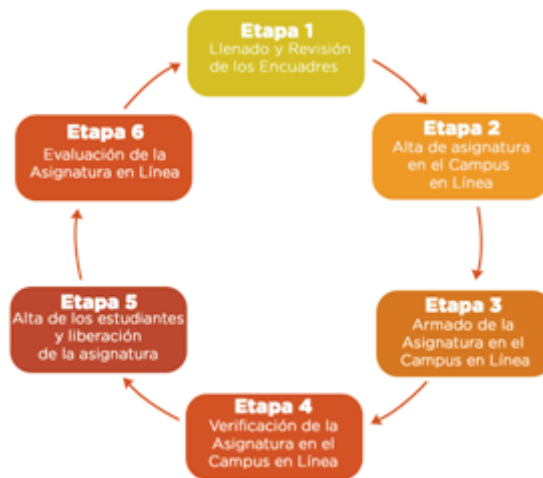 Etapa 1
Llenado y Revisión
de los Encuadres
Etapa 2
Alta de asignatura
en el Campus
en Línea
Etapa 3
Armado de la
Asignatura en el
Campus en Línea
Etapa 4
Verificación de la
Asignatura en el
Campus en Línea
Etapa 5
Alta de los estudiantes
y liberación
de la asignatura
Etapa 6
Evaluación de la
Asignatura en Línea